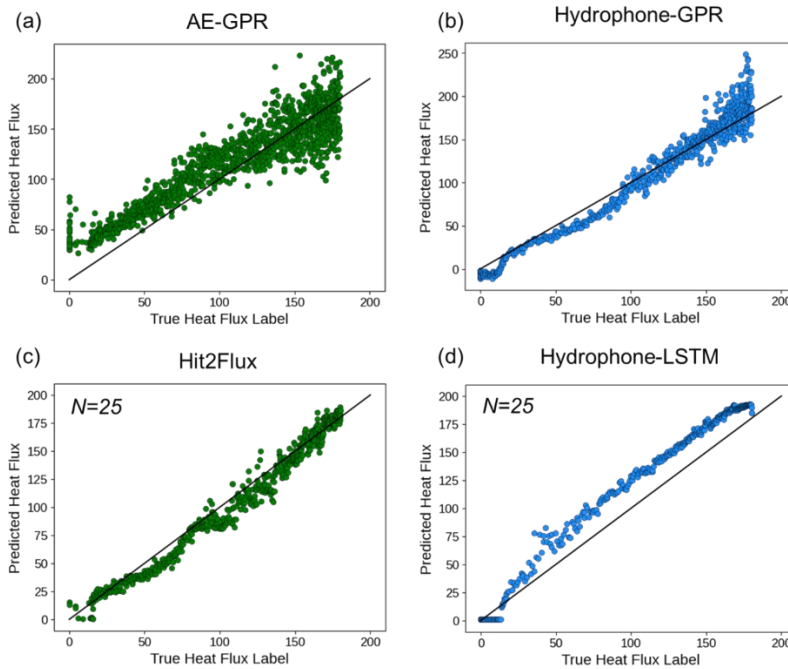 (a) AE-GPR
Predicted Heat Flux
200
150
100
50
0
0 50 100 150 200
True Heat Flux Label
(b) Hydrophone-GPR
Predicted Heat Flux
250
200
150
100
50
0
0 50 100 150 200
True Heat Flux Label
(c) Hit2Flux
N=25
Predicted Heat Flux
200
175
150
125
100
75
50
25
0
0 50 100 150 200
True Heat Flux Label
(d) Hydrophone-LSTM
N=25
Predicted Heat Flux
200
175
150
125
100
75
50
25
0
0 50 100 150 200
True Heat Flux Label